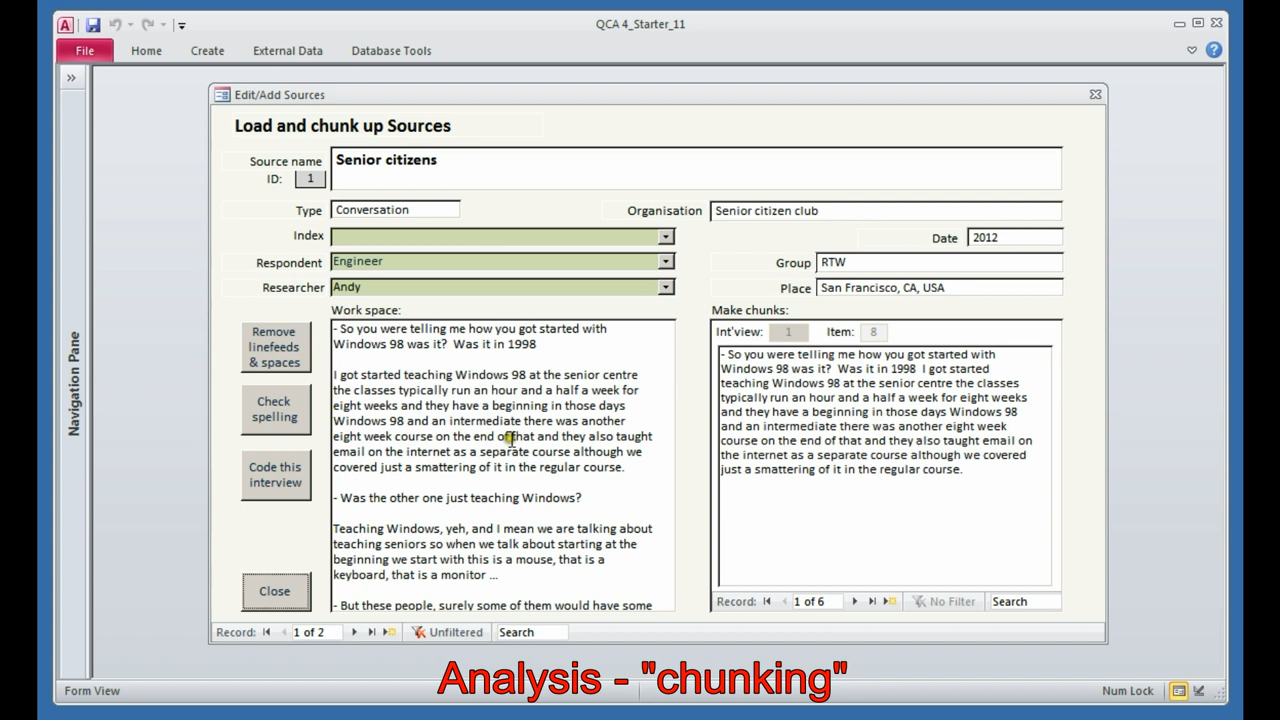 QCA 4_Starter_11
File Home Create External Data Database Tools
Edit/Add Sources
Load and chunk up Sources
Source name Senior citizens
ID: 1
Type Conversation Organisation Senior citizen club
Index Date 2012
Respondent Engineer Group RTW
Researcher Andy Place San Francisco, CA, USA
Work space:
Remove
linefeeds
& spaces
Check
spelling
Code this
interview
Close
- So you were telling me how you got started with
Windows 98 was it?  Was it in 1998
I got started teaching Windows 98 at the senior centre
the classes typically run an hour and a half a week for
eight weeks and they have a beginning in those days
Windows 98 and an intermediate there was another
eight week course on the end of that and they also taught
email on the internet as a separate course although we
covered just a smattering of it in the regular course.
- Was the other one just teaching Windows?
Teaching Windows, yeh, and I mean we are talking about
teaching seniors so when we talk about starting at the
beginning we start with this is a mouse, that is a
keyboard, that is a monitor ...
- But these people, surely some of them would have some
Make chunks:
Int'view: 1 Item: 8
- So you were telling me how you got started with
Windows 98 was it?  Was it in 1998  I got started
teaching Windows 98 at the senior centre the classes
typically run an hour and a half a week for eight weeks
and they have a beginning in those days Windows 98
and an intermediate there was another eight week
course on the end of that and they also taught email on
the internet as a separate course although we covered
just a smattering of it in the regular course.
Record: 1 of 6 No Filter Search
Record: 1 of 2 Unfiltered Search
Navigation Pane
Analysis - "chunking"
Form View Num Lock